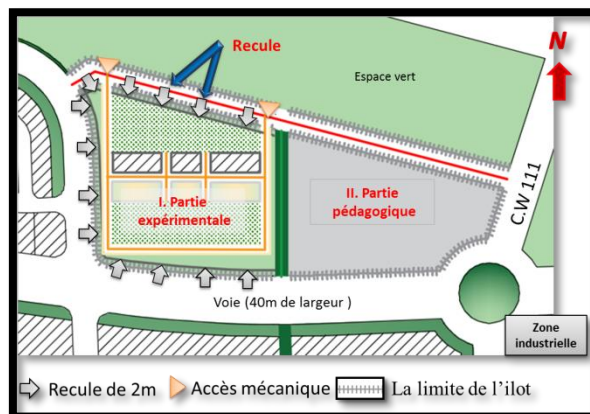 Recule
N
Espace vert
I. Partie
expérimentale
II. Partie
pédagogique
C.W 111
Voie (40m de largeur )
Zone
industrielle
Recule de 2m
Accès mécanique
La limite de l'ilot